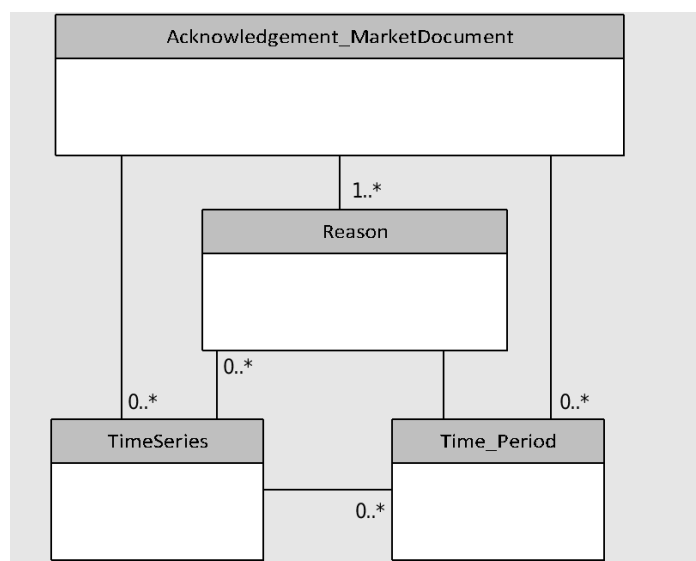 Acknowledgement_MarketDocument
1..*
Reason
0..*
0..*
0..*
TimeSeries
Time_Period
0..*